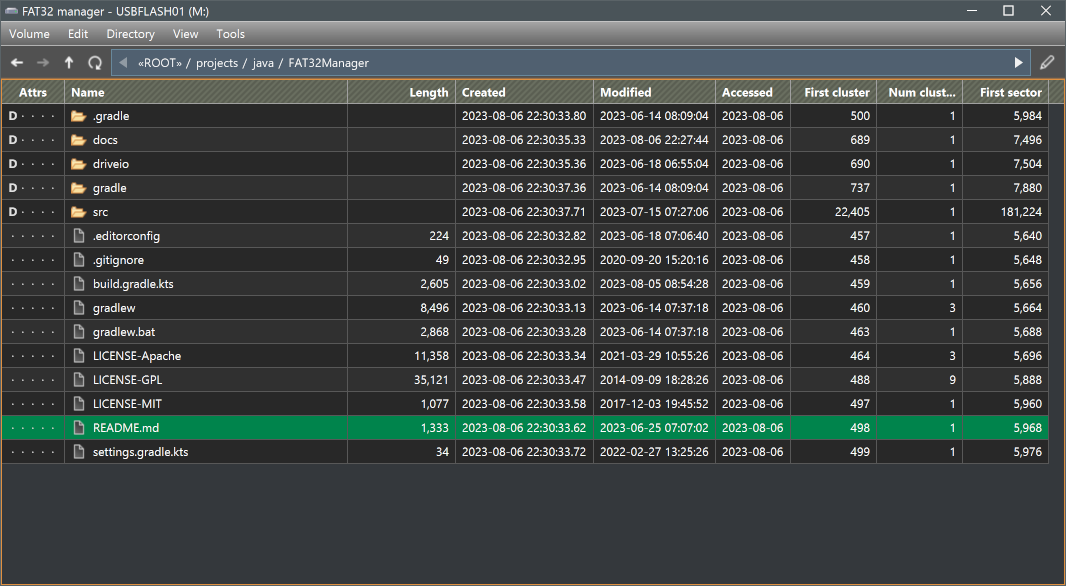 FAT32 manager - USBFLASH01 (M:)
Volume Edit Directory View Tools
«ROOT» / projects / java / FAT32Manager
Attrs Name Length Created Modified Accessed First cluster Num clust... First sector
D · · · · .gradle 2023-08-06 22:30:33.80 2023-06-14 08:09:04 2023-08-06 500 1 5,984
D · · · · docs 2023-08-06 22:30:35.33 2023-08-06 22:27:44 2023-08-06 689 1 7,496
D · · · · driveio 2023-08-06 22:30:35.36 2023-06-18 06:55:04 2023-08-06 690 1 7,504
D · · · · gradle 2023-08-06 22:30:37.36 2023-06-14 08:09:04 2023-08-06 737 1 7,880
D · · · · src 2023-08-06 22:30:37.71 2023-07-15 07:27:06 2023-08-06 22,405 1 181,224
· · · · · .editorconfig 224 2023-08-06 22:30:32.82 2023-06-18 07:06:40 2023-08-06 457 1 5,640
· · · · · .gitignore 49 2023-08-06 22:30:32.95 2020-09-20 15:20:16 2023-08-06 458 1 5,648
· · · · · build.gradle.kts 2,605 2023-08-06 22:30:33.02 2023-08-05 08:54:28 2023-08-06 459 1 5,656
· · · · · gradlew 8,496 2023-08-06 22:30:33.13 2023-06-14 07:37:18 2023-08-06 460 3 5,664
· · · · · gradlew.bat 2,868 2023-08-06 22:30:33.28 2023-06-14 07:37:18 2023-08-06 463 1 5,688
· · · · · LICENSE-Apache 11,358 2023-08-06 22:30:33.34 2021-03-29 10:55:26 2023-08-06 464 3 5,696
· · · · · LICENSE-GPL 35,121 2023-08-06 22:30:33.47 2014-09-09 18:28:26 2023-08-06 488 9 5,888
· · · · · LICENSE-MIT 1,077 2023-08-06 22:30:33.58 2017-12-03 19:45:52 2023-08-06 497 1 5,960
· · · · · README.md 1,333 2023-08-06 22:30:33.62 2023-06-25 07:07:02 2023-08-06 498 1 5,968
· · · · · settings.gradle.kts 34 2023-08-06 22:30:33.72 2022-02-27 13:25:26 2023-08-06 499 1 5,976